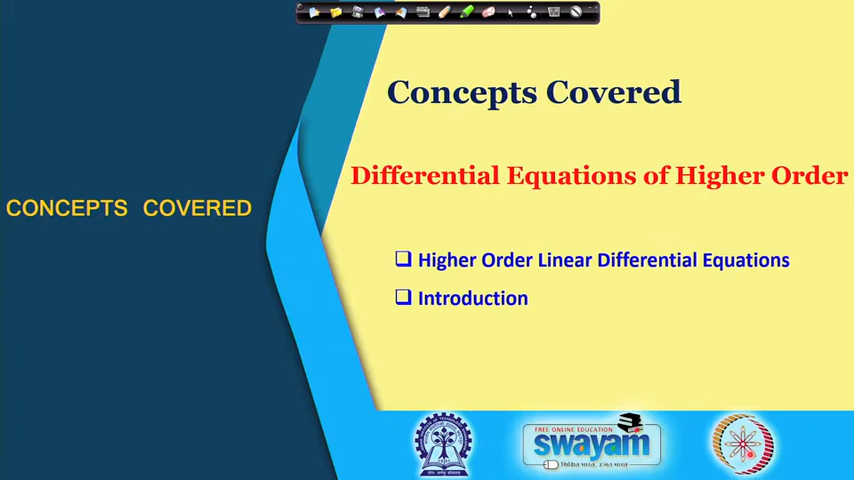 Concepts Covered
Differential Equations of Higher Order
CONCEPTS COVERED
Higher Order Linear Differential Equations
Introduction
FREE ONLINE EDUCATION
swayam